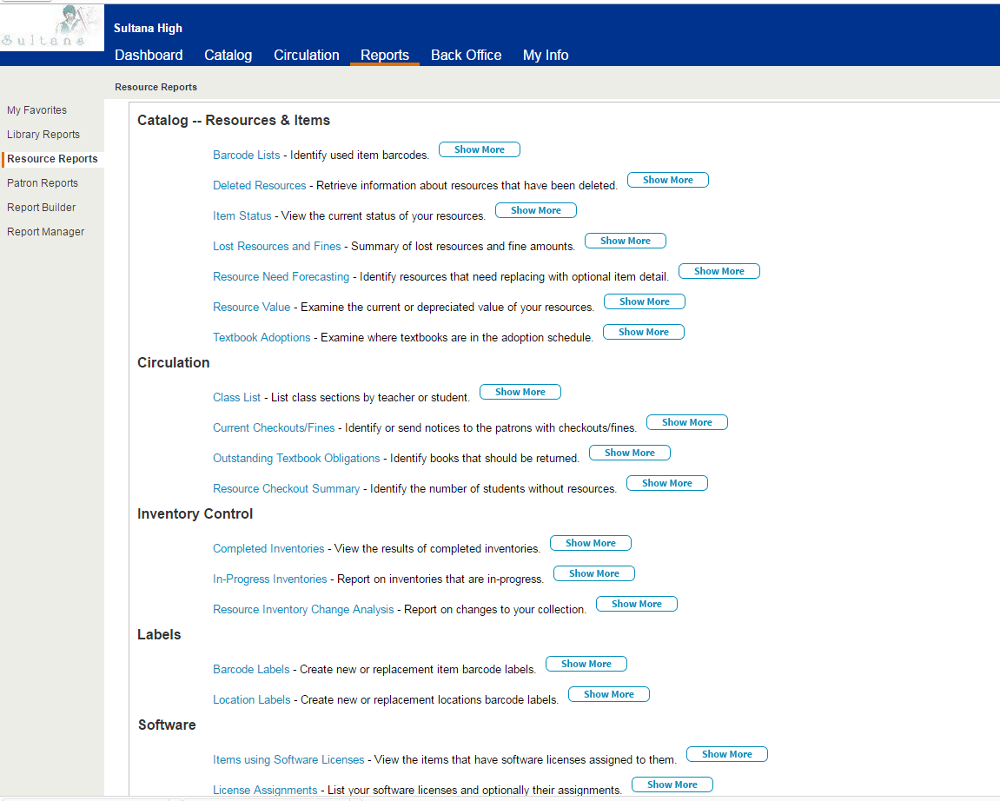 Sultans
Sultana High
Dashboard Catalog Circulation Reports Back Office My Info
Resource Reports
My Favorites
Library Reports
Resource Reports
Patron Reports
Report Builder
Report Manager
Catalog -- Resources & Items
Barcode Lists - Identify used item barcodes. Show More
Deleted Resources - Retrieve information about resources that have been deleted. Show More
Item Status - View the current status of your resources. Show More
Lost Resources and Fines - Summary of lost resources and fine amounts. Show More
Resource Need Forecasting - Identify resources that need replacing with optional item detail. Show More
Resource Value - Examine the current or depreciated value of your resources. Show More
Textbook Adoptions - Examine where textbooks are in the adoption schedule. Show More
Circulation
Class List - List class sections by teacher or student. Show More
Current Checkouts/Fines - Identify or send notices to the patrons with checkouts/fines. Show More
Outstanding Textbook Obligations - Identify books that should be returned. Show More
Resource Checkout Summary - Identify the number of students without resources. Show More
Inventory Control
Completed Inventories - View the results of completed inventories. Show More
In-Progress Inventories - Report on inventories that are in-progress. Show More
Resource Inventory Change Analysis - Report on changes to your collection. Show More
Labels
Barcode Labels - Create new or replacement item barcode labels. Show More
Location Labels - Create new or replacement locations barcode labels. Show More
Software
Items using Software Licenses - View the items that have software licenses assigned to them. Show More
License Assignments - List your software licenses and optionally their assignments. Show More